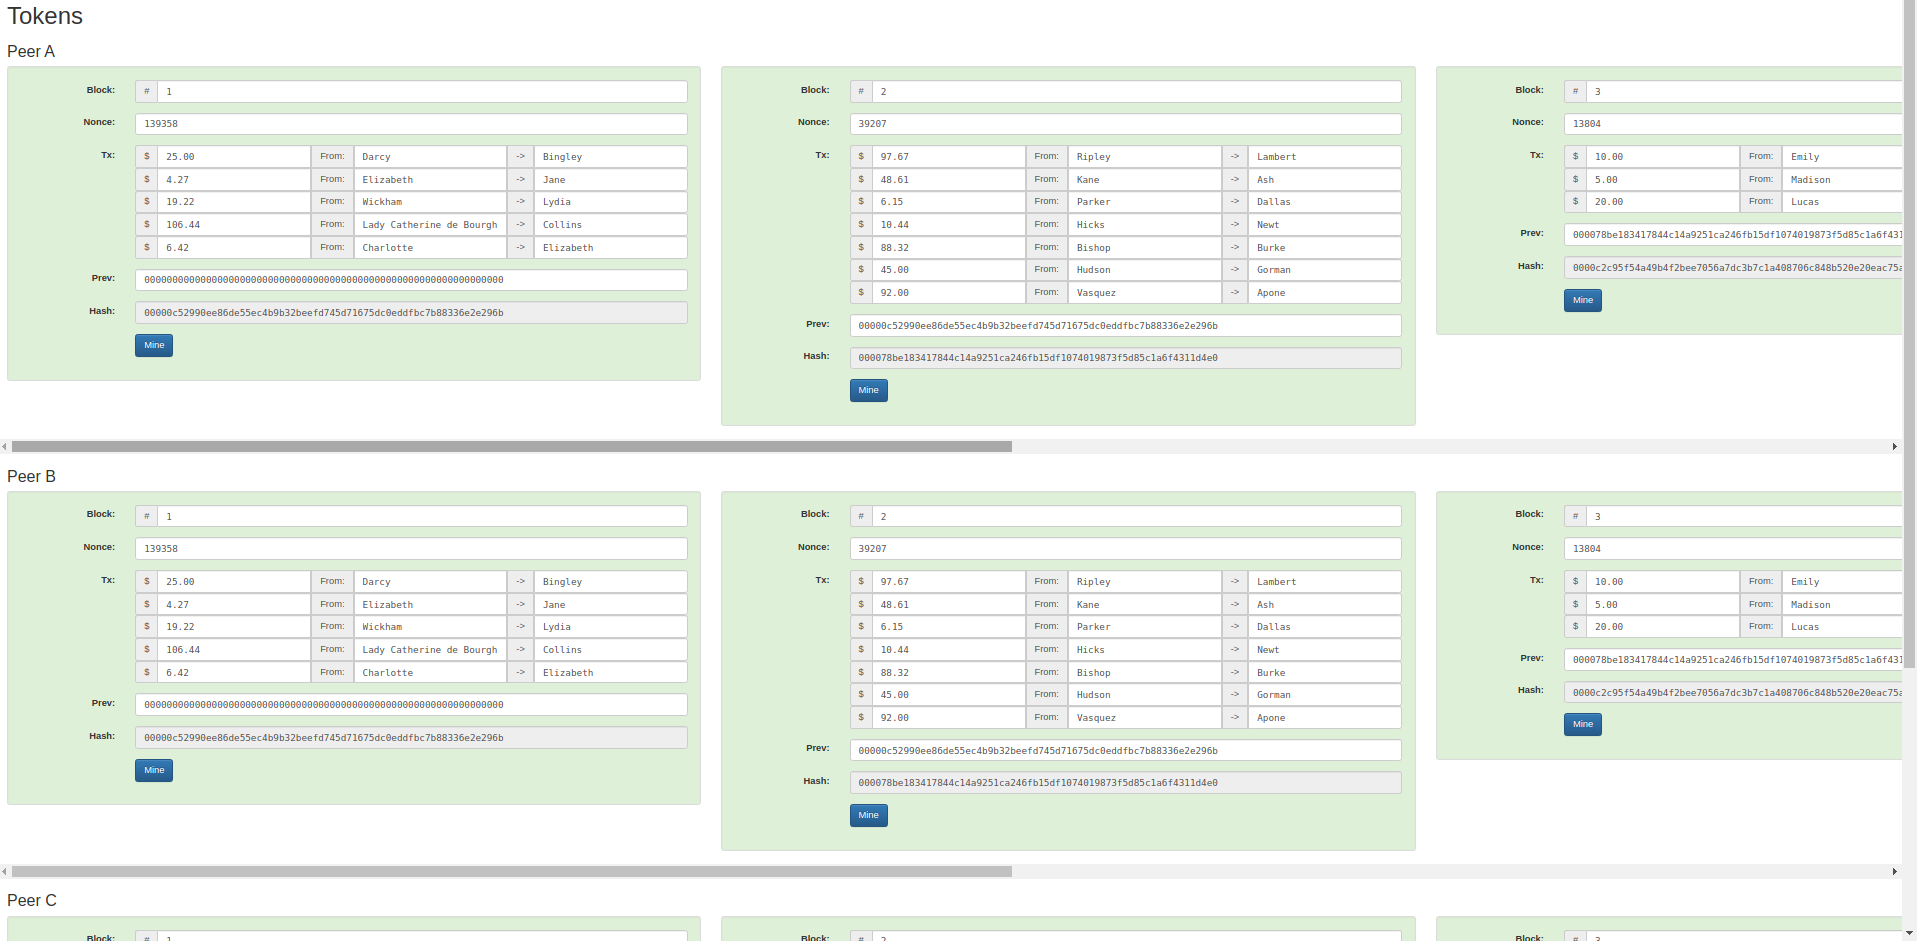 Tokens
Peer A
Block: # 1
Nonce: 139358
Tx: $ 25.00 From: Darcy -> Bingley
$ 4.27 From: Elizabeth -> Jane
$ 19.22 From: Wickham -> Lydia
$ 106.44 From: Lady Catherine de Bourgh -> Collins
$ 6.42 From: Charlotte -> Elizabeth
Prev: 0000000000000000000000000000000000000000000000000000000000000000
Hash: 00000c52990ee86de55ec4b9b32beefd745d71675dc0eddfbc7b88336e2e296b
Mine
Block: # 2
Nonce: 39207
Tx: $ 97.67 From: Ripley -> Lambert
$ 48.61 From: Kane -> Ash
$ 6.15 From: Parker -> Dallas
$ 10.44 From: Hicks -> Newt
$ 88.32 From: Bishop -> Burke
$ 45.00 From: Hudson -> Gorman
$ 92.00 From: Vasquez -> Apone
Prev: 00000c52990ee86de55ec4b9b32beefd745d71675dc0eddfbc7b88336e2e296b
Hash: 000078be183417844c14a9251ca246fb15df1074019873f5d85c1a6f4311d4e0
Mine
Block: # 3
Nonce: 13804
Tx: $ 10.00 From: Emily
$ 5.00 From: Madison
$ 20.00 From: Lucas
Prev: 000078be183417844c14a9251ca246fb15df1074019873f5d85c1a6f431
Hash: 0000c2c95f54a49b4f2bee7056a7dc3b7c1a408706c848b520e20eac75a
Mine
Peer B
Block: # 1
Nonce: 139358
Tx: $ 25.00 From: Darcy -> Bingley
$ 4.27 From: Elizabeth -> Jane
$ 19.22 From: Wickham -> Lydia
$ 106.44 From: Lady Catherine de Bourgh -> Collins
$ 6.42 From: Charlotte -> Elizabeth
Prev: 0000000000000000000000000000000000000000000000000000000000000000
Hash: 00000c52990ee86de55ec4b9b32beefd745d71675dc0eddfbc7b88336e2e296b
Mine
Block: # 2
Nonce: 39207
Tx: $ 97.67 From: Ripley -> Lambert
$ 48.61 From: Kane -> Ash
$ 6.15 From: Parker -> Dallas
$ 10.44 From: Hicks -> Newt
$ 88.32 From: Bishop -> Burke
$ 45.00 From: Hudson -> Gorman
$ 92.00 From: Vasquez -> Apone
Prev: 00000c52990ee86de55ec4b9b32beefd745d71675dc0eddfbc7b88336e2e296b
Hash: 000078be183417844c14a9251ca246fb15df1074019873f5d85c1a6f4311d4e0
Mine
Block: # 3
Nonce: 13804
Tx: $ 10.00 From: Emily
$ 5.00 From: Madison
$ 20.00 From: Lucas
Prev: 000078be183417844c14a9251ca246fb15df1074019873f5d85c1a6f431
Hash: 0000c2c95f54a49b4f2bee7056a7dc3b7c1a408706c848b520e20eac75a
Mine
Peer C
Block: # 1
Block: # 2
Block: # 3